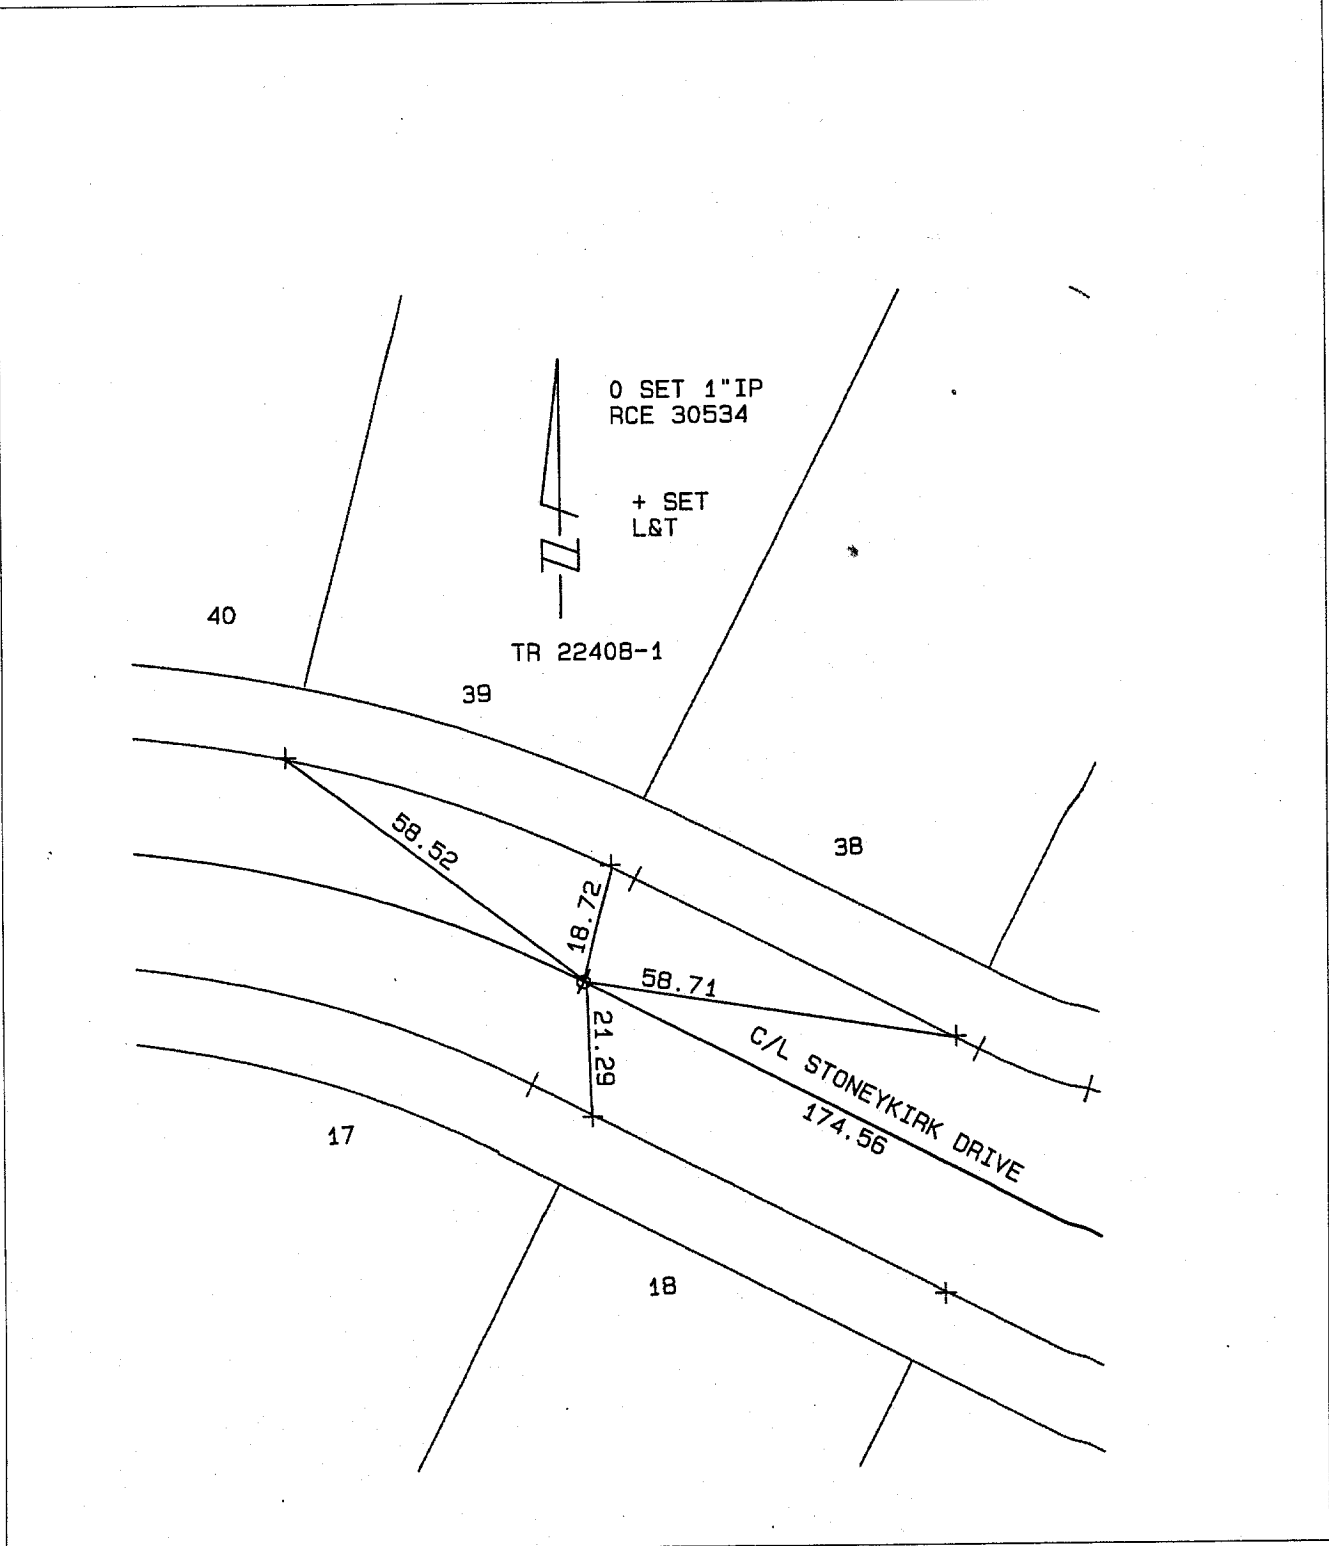 0 SET 1"IP
RCE 30534
+ SET
L&T
40
TR 22408-1
39
58.52
38
18.72
58.71
21.29
C/L STONEYKIRK DRIVE
174.56
17
18